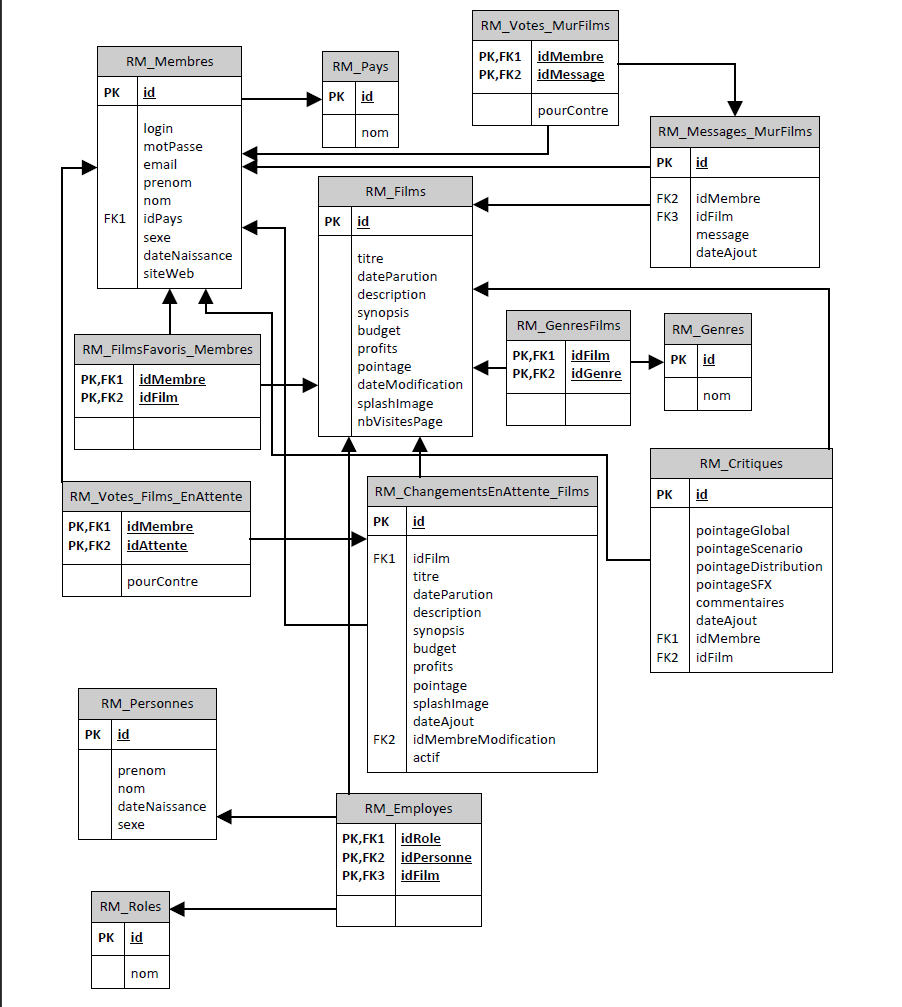 RM_Votes_MurFilms
PK,FK1 idMembre
PK,FK2 idMessage
pourContre
RM_Membres
PK id
login
motPasse
email
prenom
nom
FK1 idPays
sexe
dateNaissance
siteWeb
RM_Pays
PK id
nom
RM_Messages_MurFilms
PK id
FK2 idMembre
FK3 idFilm
message
dateAjout
RM_Films
PK id
titre
dateParution
description
synopsis
budget
profits
pointage
dateModification
splashImage
nbVisitesPage
RM_GenresFilms
PK,FK1 idFilm
PK,FK2 idGenre
RM_Genres
PK id
nom
RM_FilmsFavoris_Membres
PK,FK1 idMembre
PK,FK2 idFilm
RM_Critiques
PK id
pointageGlobal
pointageScenario
pointageDistribution
pointageSFX
commentaires
dateAjout
FK1 idMembre
FK2 idFilm
RM_Votes_Films_EnAttente
PK,FK1 idMembre
PK,FK2 idAttente
pourContre
RM_ChangementsEnAttente_Films
PK id
FK1 idFilm
titre
dateParution
description
synopsis
budget
profits
pointage
splashImage
dateAjout
FK2 idMembreModification
actif
RM_Personnes
PK id
prenom
nom
dateNaissance
sexe
RM_Employes
PK,FK1 idRole
PK,FK2 idPersonne
PK,FK3 idFilm
RM_Roles
PK id
nom